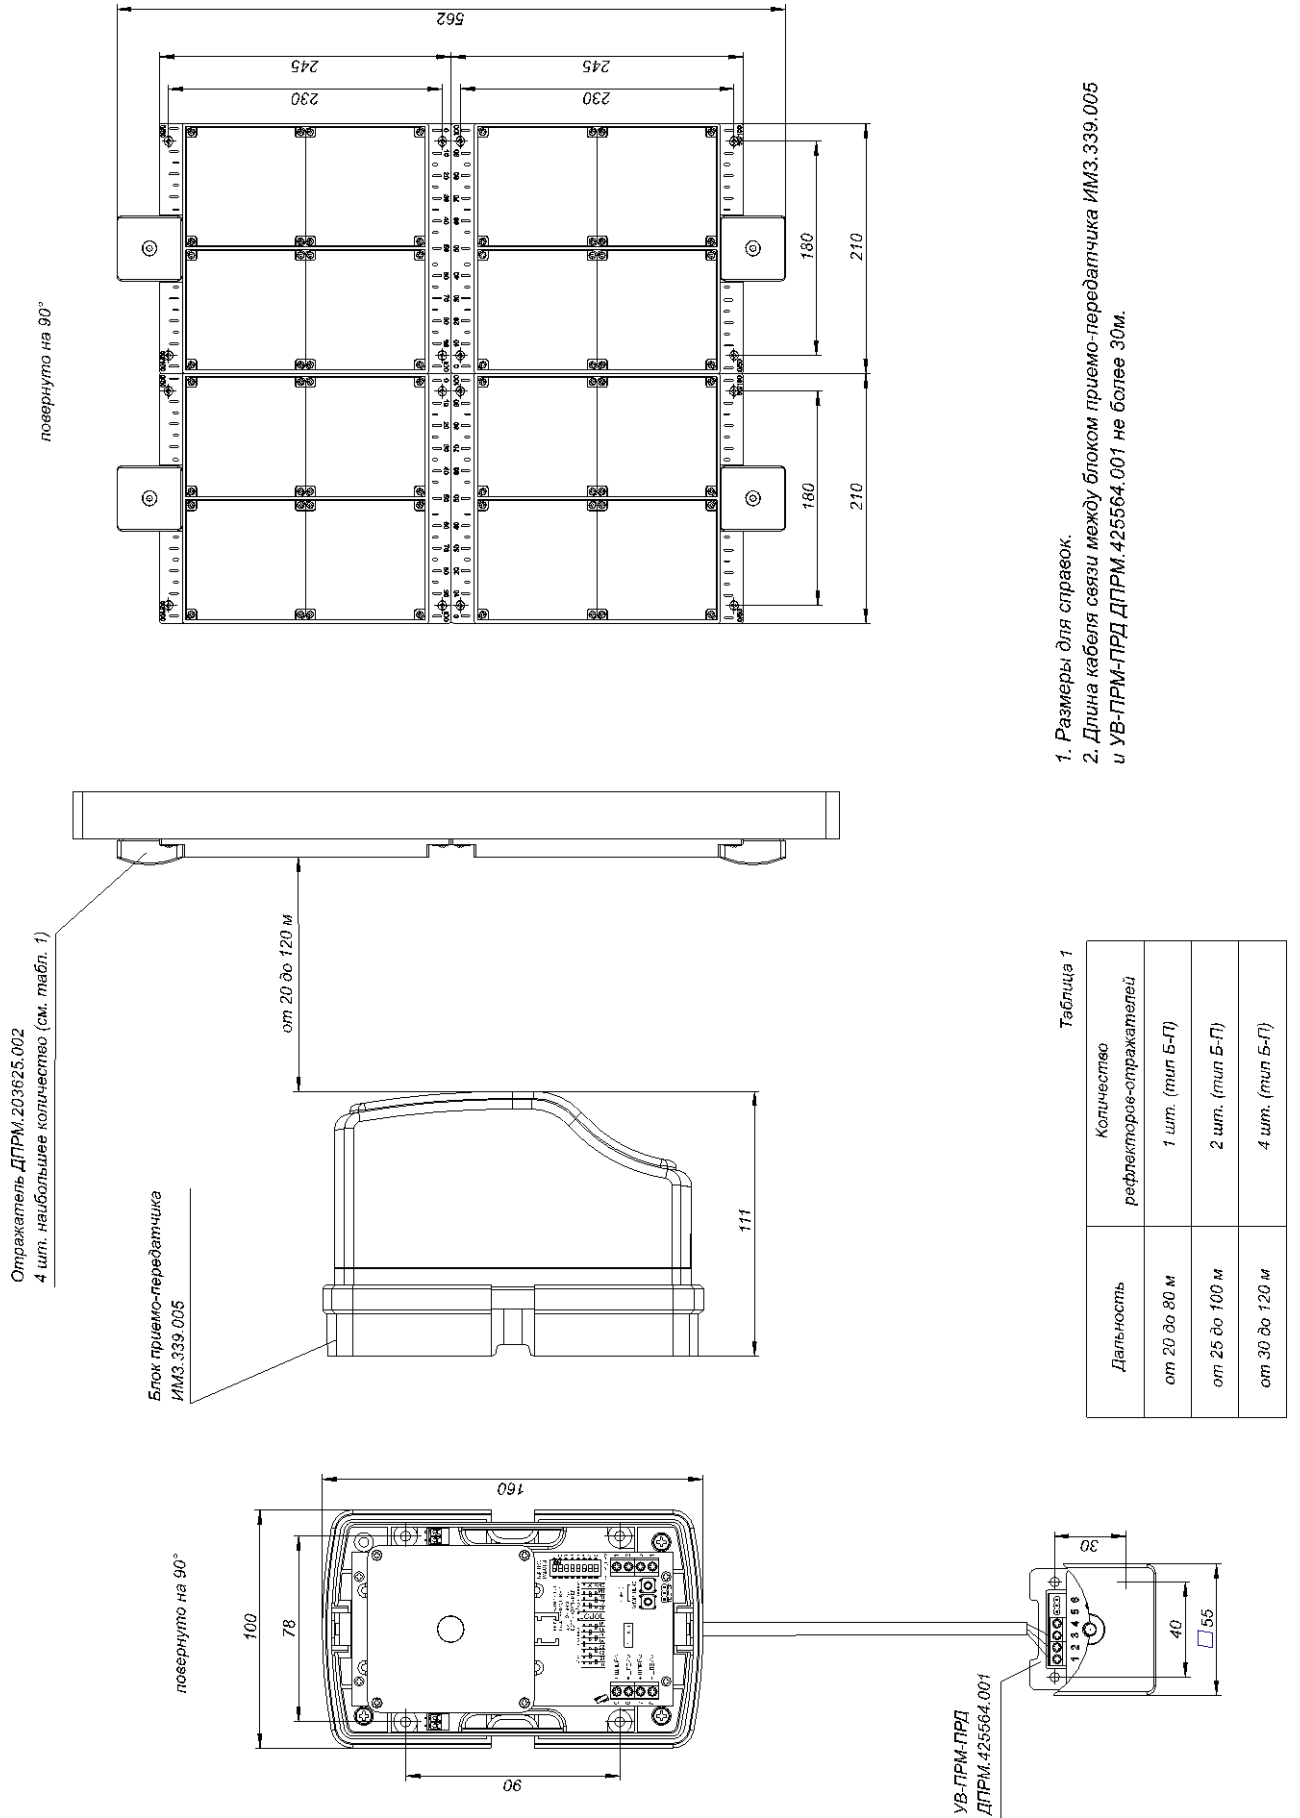 Отражатель ДПРМ.203625.002
4 шт. наибольшее количество (см. табл. 1)
повернуто на 90°
562
245
245
230
230
180
210
180
210
от 20 до 120 м
Блок приемо-передатчика
ИМ3.339.005
111
повернуто на 90°
100
78
160
90
УВ-ПРМ-ПРД
ДПРМ.425564.001
1 2 3 4 5 6
30
40
□55
1. Размеры для справок.
2. Длина кабеля связи между блоком приемо-передатчика ИМ3.339.005
и УВ-ПРМ-ПРД ДПРМ.425564.001 не более 30м.
Таблица 1
Дальность
Количество
рефлекторов-отражателей
от 20 до 80 м
1 шт. (тип Б-П)
от 25 до 100 м
2 шт. (тип Б-П)
от 30 до 120 м
4 шт. (тип Б-П)